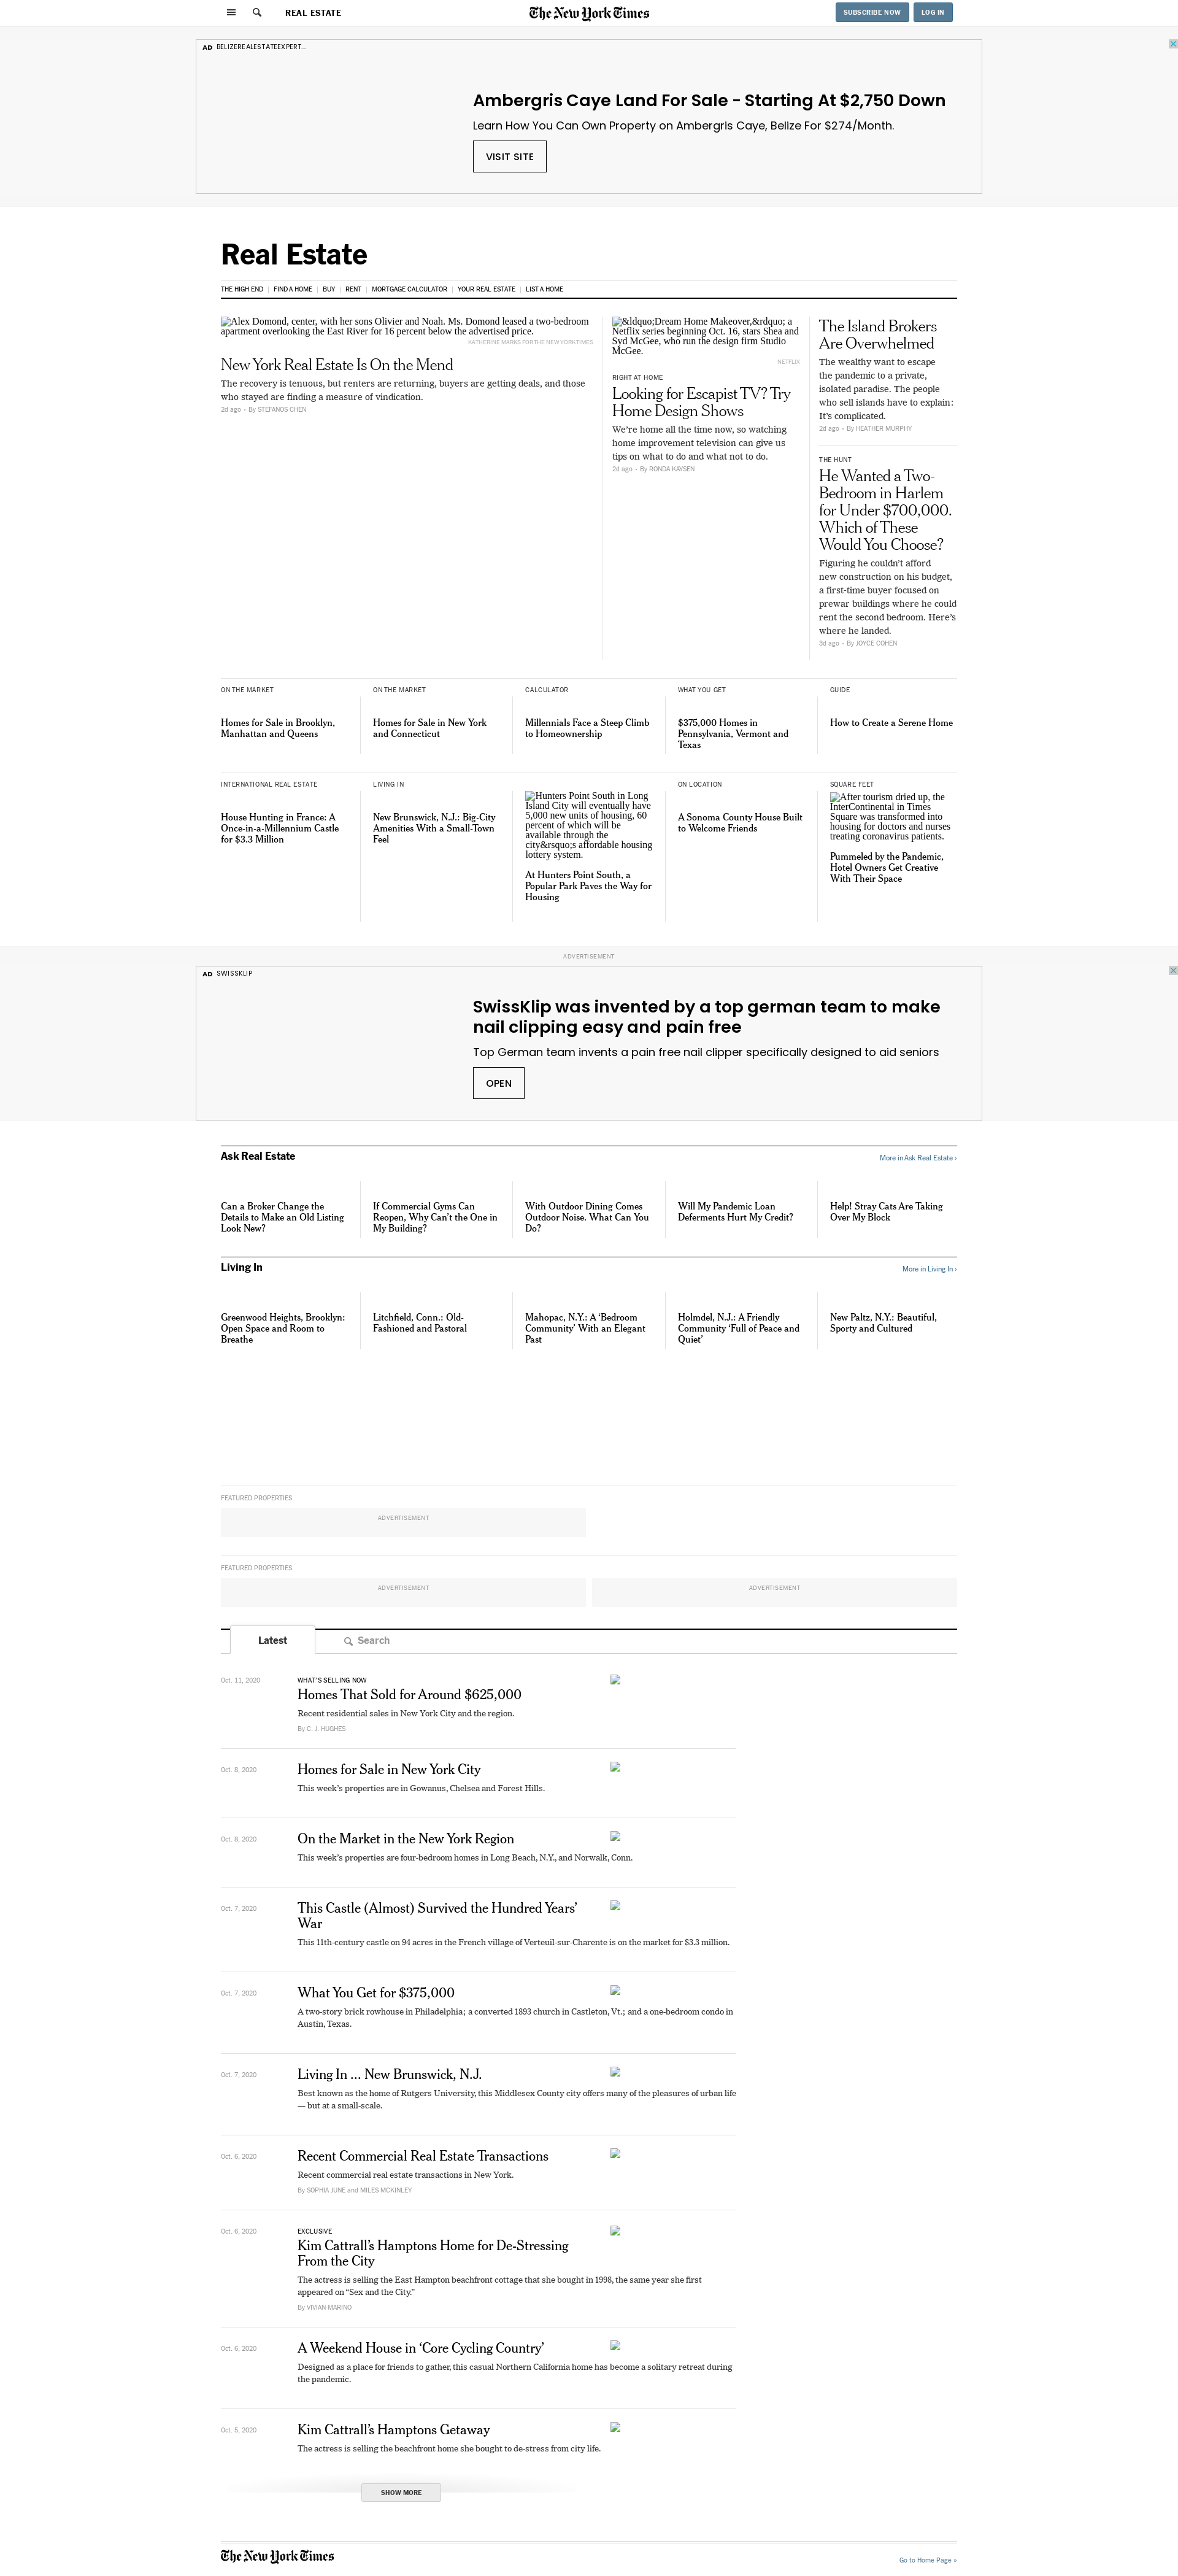 REAL ESTATE
The New York Times
SUBSCRIBE NOW
LOG IN
AD BELIZEREALESTATEEXPERT...
Ambergris Caye Land For Sale - Starting At $2,750 Down
Learn How You Can Own Property on Ambergris Caye, Belize For $274/Month.
VISIT SITE
Real Estate
THE HIGH END | FIND A HOME | BUY | RENT | MORTGAGE CALCULATOR | YOUR REAL ESTATE | LIST A HOME
Alex Domond, center, with her sons Olivier and Noah. Ms. Domond leased a two-bedroom
apartment overlooking the East River for 16 percent below the advertised price.
KATHERINE MARKS FOR THE NEW YORK TIMES
New York Real Estate Is On the Mend
The recovery is tenuous, but renters are returning, buyers are getting deals, and those
who stayed are finding a measure of vindication.
2d ago - By STEFANOS CHEN
&ldquo;Dream Home Makeover,&rdquo; a
Netflix series beginning Oct. 16, stars Shea and
Syd McGee, who run the design firm Studio
McGee.
NETFLIX
RIGHT AT HOME
Looking for Escapist TV? Try
Home Design Shows
We're home all the time now, so watching
home improvement television can give us
tips on what to do and what not to do.
2d ago - By RONDA KAYSEN
The Island Brokers
Are Overwhelmed
The wealthy want to escape
the pandemic to a private,
isolated paradise. The people
who sell islands have to explain:
It's complicated.
2d ago - By HEATHER MURPHY
THE HUNT
He Wanted a Two-
Bedroom in Harlem
for Under $700,000.
Which of These
Would You Choose?
Figuring he couldn't afford
new construction on his budget,
a first-time buyer focused on
prewar buildings where he could
rent the second bedroom. Here's
where he landed.
3d ago - By JOYCE COHEN
ON THE MARKET
Homes for Sale in Brooklyn,
Manhattan and Queens
ON THE MARKET
Homes for Sale in New York
and Connecticut
CALCULATOR
Millennials Face a Steep Climb
to Homeownership
WHAT YOU GET
$375,000 Homes in
Pennsylvania, Vermont and
Texas
GUIDE
How to Create a Serene Home
INTERNATIONAL REAL ESTATE
House Hunting in France: A
Once-in-a-Millennium Castle
for $3.3 Million
LIVING IN
New Brunswick, N.J.: Big-City
Amenities With a Small-Town
Feel
Hunters Point South in Long
Island City will eventually have
5,000 new units of housing, 60
percent of which will be
available through the
city&rsquo;s affordable housing
lottery system.
At Hunters Point South, a
Popular Park Paves the Way for
Housing
ON LOCATION
A Sonoma County House Built
to Welcome Friends
SQUARE FEET
After tourism dried up, the
InterContinental in Times
Square was transformed into
housing for doctors and nurses
treating coronavirus patients.
Pummeled by the Pandemic,
Hotel Owners Get Creative
With Their Space
ADVERTISEMENT
AD SWISSKLIP
SwissKlip was invented by a top german team to make
nail clipping easy and pain free
Top German team invents a pain free nail clipper specifically designed to aid seniors
OPEN
Ask Real Estate
More in Ask Real Estate ›
Can a Broker Change the
Details to Make an Old Listing
Look New?
If Commercial Gyms Can
Reopen, Why Can't the One in
My Building?
With Outdoor Dining Comes
Outdoor Noise. What Can You
Do?
Will My Pandemic Loan
Deferments Hurt My Credit?
Help! Stray Cats Are Taking
Over My Block
Living In
More in Living In ›
Greenwood Heights, Brooklyn:
Open Space and Room to
Breathe
Litchfield, Conn.: Old-
Fashioned and Pastoral
Mahopac, N.Y.: A ‘Bedroom
Community’ With an Elegant
Past
Holmdel, N.J.: A Friendly
Community ‘Full of Peace and
Quiet’
New Paltz, N.Y.: Beautiful,
Sporty and Cultured
FEATURED PROPERTIES
ADVERTISEMENT
FEATURED PROPERTIES
ADVERTISEMENT
ADVERTISEMENT
Latest
Search
Oct. 11, 2020
WHAT'S SELLING NOW
Homes That Sold for Around $625,000
Recent residential sales in New York City and the region.
By C. J. HUGHES
Oct. 8, 2020
Homes for Sale in New York City
This week's properties are in Gowanus, Chelsea and Forest Hills.
Oct. 8, 2020
On the Market in the New York Region
This week's properties are four-bedroom homes in Long Beach, N.Y., and Norwalk, Conn.
Oct. 7, 2020
This Castle (Almost) Survived the Hundred Years’
War
This 11th-century castle on 94 acres in the French village of Verteuil-sur-Charente is on the market for $3.3 million.
Oct. 7, 2020
What You Get for $375,000
A two-story brick rowhouse in Philadelphia; a converted 1893 church in Castleton, Vt.; and a one-bedroom condo in
Austin, Texas.
Oct. 7, 2020
Living In ... New Brunswick, N.J.
Best known as the home of Rutgers University, this Middlesex County city offers many of the pleasures of urban life
— but at a small-scale.
Oct. 6, 2020
Recent Commercial Real Estate Transactions
Recent commercial real estate transactions in New York.
By SOPHIA JUNE and MILES MCKINLEY
Oct. 6, 2020
EXCLUSIVE
Kim Cattrall’s Hamptons Home for De-Stressing
From the City
The actress is selling the East Hampton beachfront cottage that she bought in 1998, the same year she first
appeared on “Sex and the City.”
By VIVIAN MARINO
Oct. 6, 2020
A Weekend House in ‘Core Cycling Country’
Designed as a place for friends to gather, this casual Northern California home has become a solitary retreat during
the pandemic.
Oct. 5, 2020
Kim Cattrall’s Hamptons Getaway
The actress is selling the beachfront home she bought to de-stress from city life.
SHOW MORE
The New York Times
Go to Home Page »